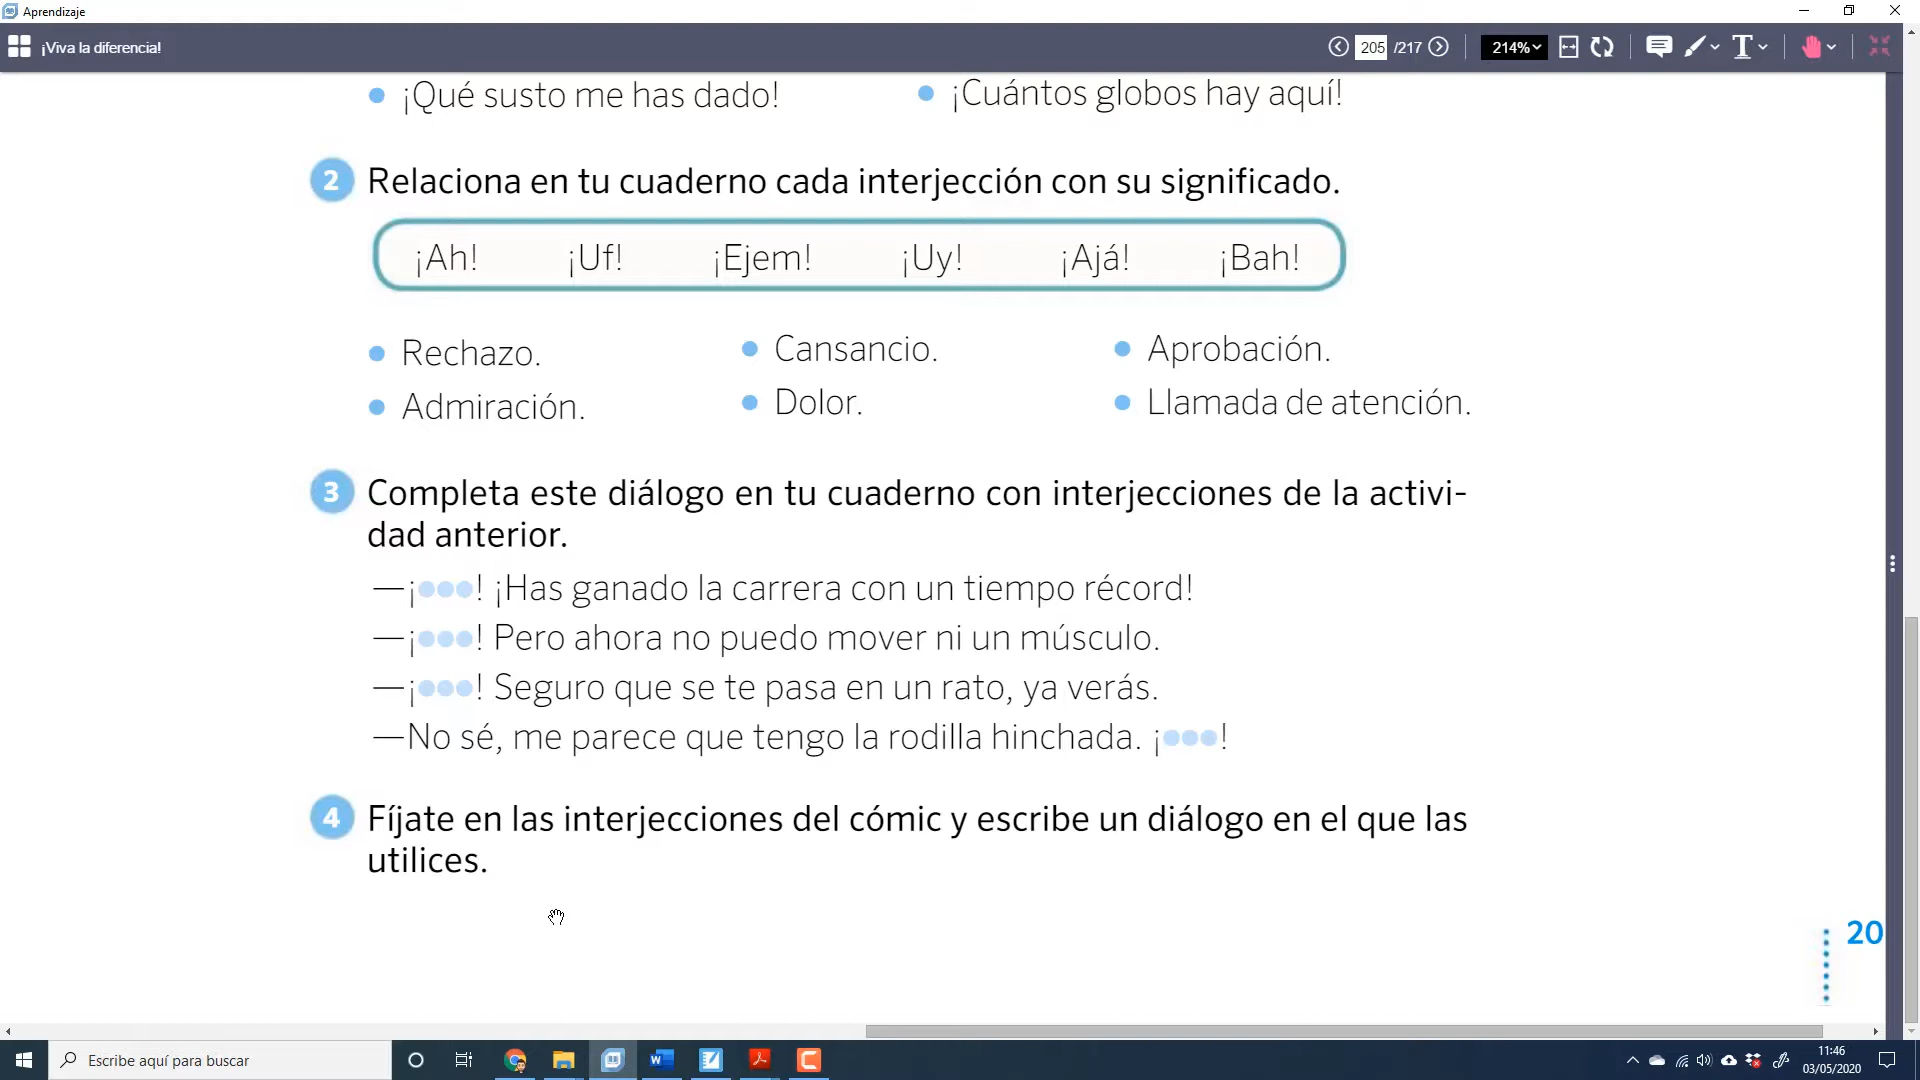 Aprendizaje
¡Viva la diferencia!
205 /217
214%
T
¡Qué susto me has dado!
¡Cuántos globos hay aquí!
2 Relaciona en tu cuaderno cada interjección con su significado.
¡Ah! ¡Uf! ¡Ejem! ¡Uy! ¡Ajá! ¡Bah!
Rechazo. Cansancio. Aprobación.
Admiración. Dolor. Llamada de atención.
3 Completa este diálogo en tu cuaderno con interjecciones de la activi-
dad anterior.
—¡●●●! ¡Has ganado la carrera con un tiempo récord!
—¡●●●! Pero ahora no puedo mover ni un músculo.
—¡●●●! Seguro que se te pasa en un rato, ya verás.
—No sé, me parece que tengo la rodilla hinchada. ¡●●●!
4 Fíjate en las interjecciones del cómic y escribe un diálogo en el que las
utilices.
20
Escribe aquí para buscar
11:46
03/05/2020